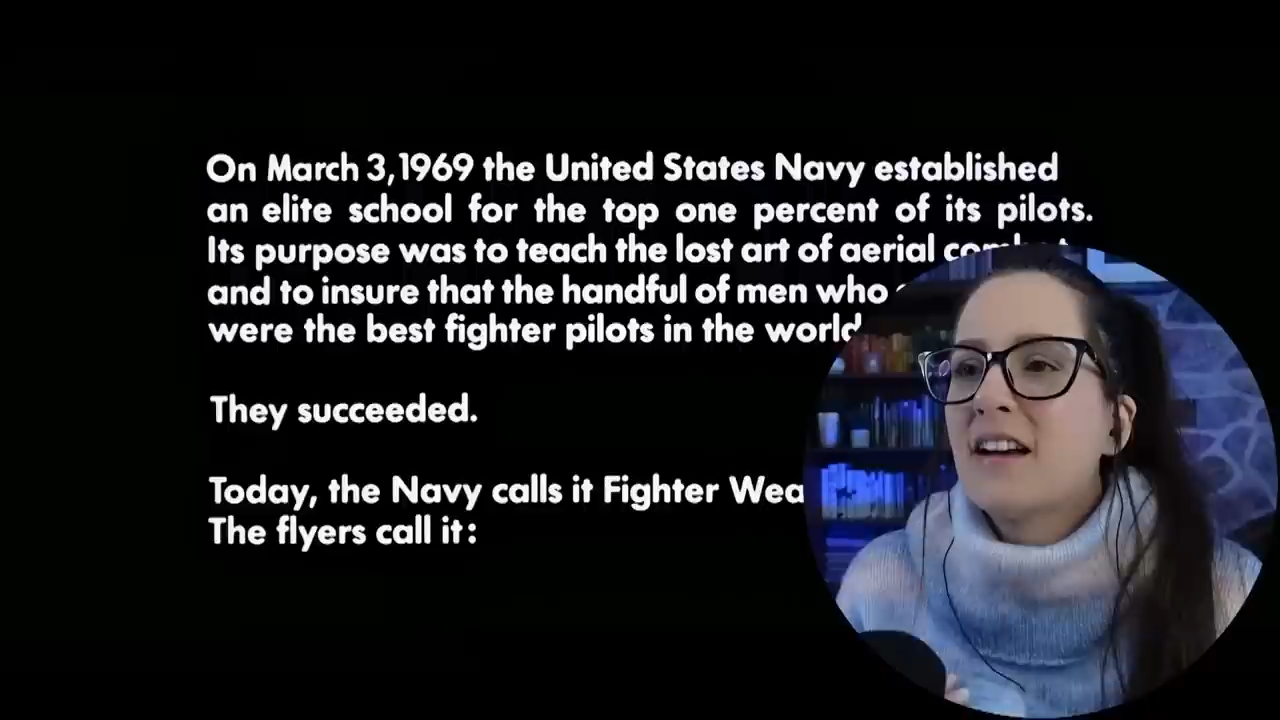 On March 3,1969 the United States Navy established
an elite school for the top one percent of its pilots.
Its purpose was to teach the lost art of aerial
and to insure that the handful of men who
were the best fighter pilots in the world
They succeeded.
Today, the Navy calls it Fighter
The flyers call it: